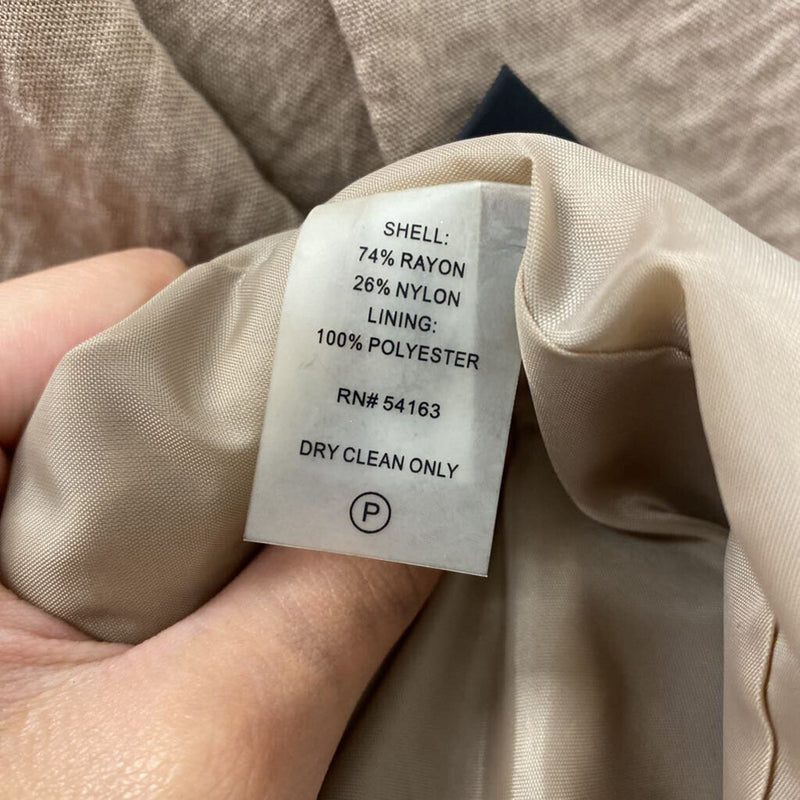 SHELL:
74% RAYON
26% NYLON
LINING:
100% POLYESTER
RN# 54163
DRY CLEAN ONLY
P